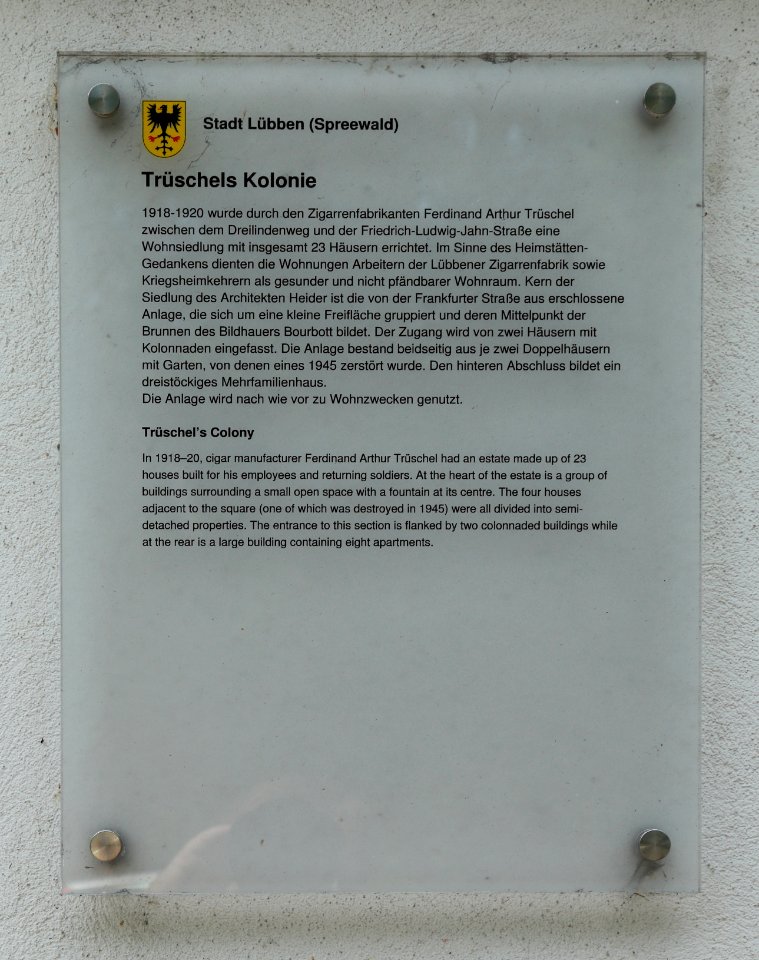 Stadt Lübben (Spreewald)
Trüschels Kolonie
1918-1920 wurde durch den Zigarrenfabrikanten Ferdinand Arthur Trüschel
zwischen dem Dreilindenweg und der Friedrich-Ludwig-Jahn-Straße eine
Wohnsiedlung mit insgesamt 23 Häusern errichtet. Im Sinne des Heimstätten-
Gedankens dienten die Wohnungen Arbeitern der Lübbener Zigarrenfabrik sowie
Kriegsheimkehrern als gesunder und nicht pfändbarer Wohnraum. Kern der
Siedlung des Architekten Heider ist die von der Frankfurter Straße aus erschlossene
Anlage, die sich um eine kleine Freifläche gruppiert und deren Mittelpunkt der
Brunnen des Bildhauers Bourbott bildet. Der Zugang wird von zwei Häusern mit
Kolonnaden eingefasst. Die Anlage bestand beidseitig aus je zwei Doppelhäusern
mit Garten, von denen eines 1945 zerstört wurde. Den hinteren Abschluss bildet ein
dreistöckiges Mehrfamilienhaus.
Die Anlage wird nach wie vor zu Wohnzwecken genutzt.
Trüschel's Colony
In 1918–20, cigar manufacturer Ferdinand Arthur Trüschel had an estate made up of 23
houses built for his employees and returning soldiers. At the heart of the estate is a group of
buildings surrounding a small open space with a fountain at its centre. The four houses
adjacent to the square (one of which was destroyed in 1945) were all divided into semi-
detached properties. The entrance to this section is flanked by two colonnaded buildings while
at the rear is a large building containing eight apartments.